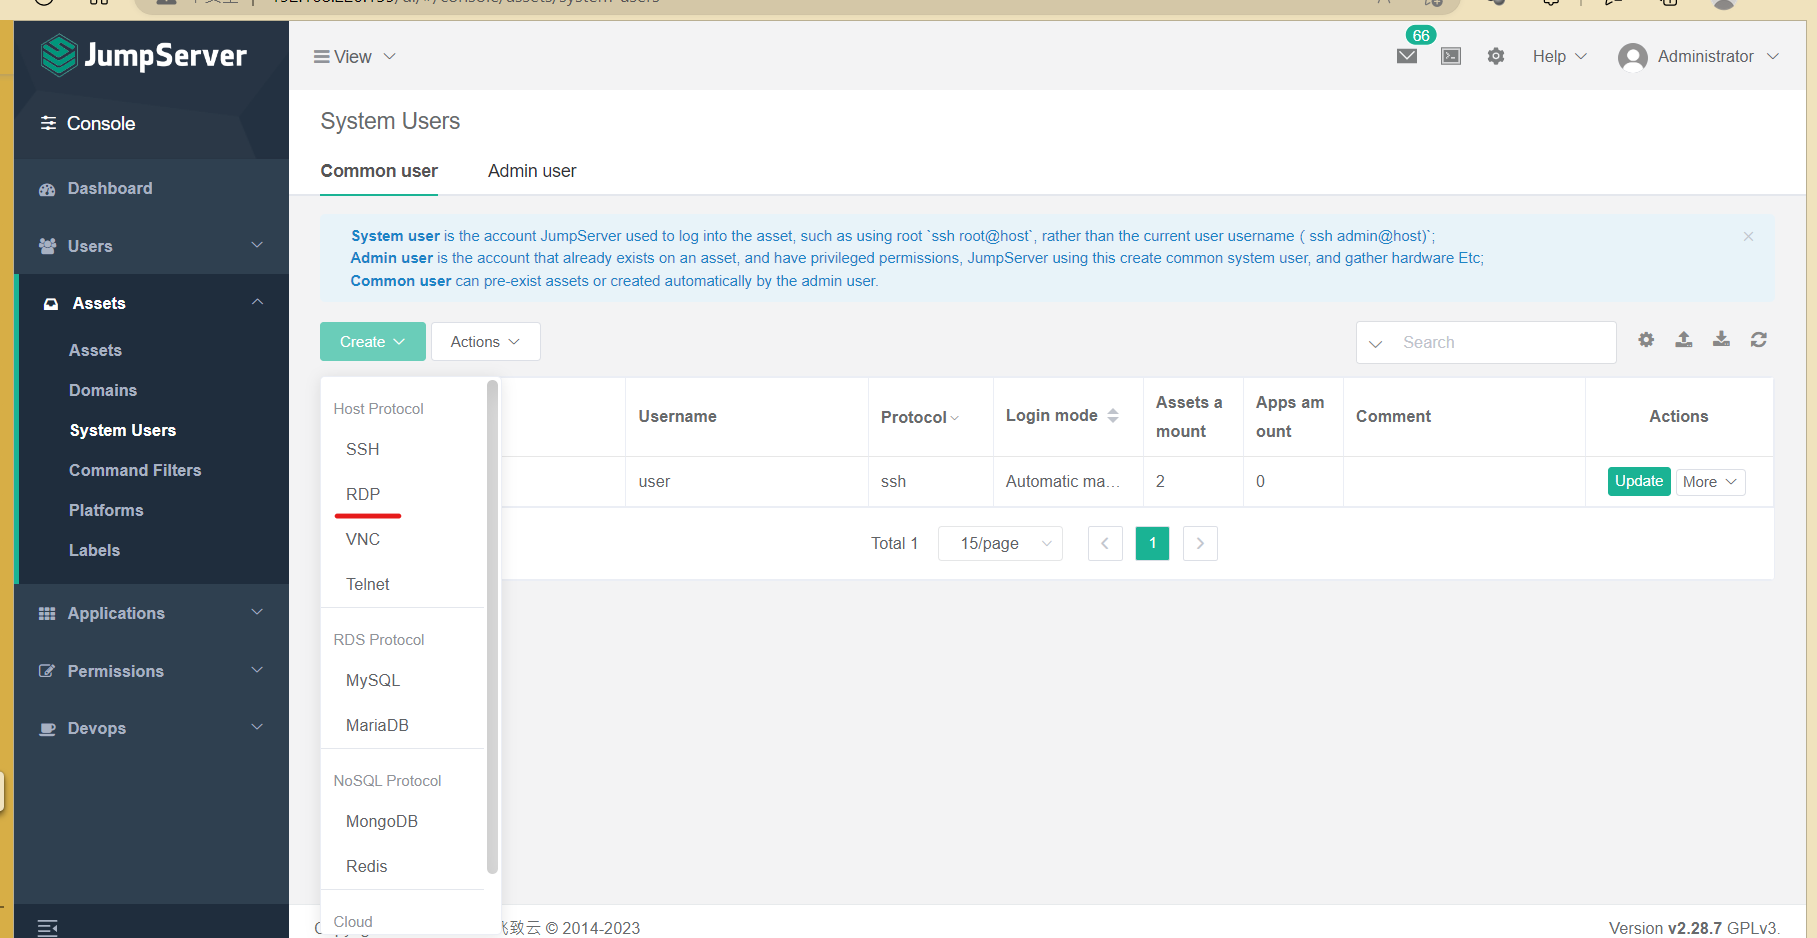 JumpServer
View
66
Help
Administrator
Console
System Users
Common user
Admin user
Dashboard
Users
Assets
Assets
Domains
System Users
Command Filters
Platforms
Labels
Applications
Permissions
Devops
System user is the account JumpServer used to log into the asset, such as using root `ssh root@host`, rather than the current user username ( ssh admin@host)`;
Admin user is the account that already exists on an asset, and have privileged permissions, JumpServer using this create common system user, and gather hardware Etc;
Common user can pre-exist assets or created automatically by the admin user.
Create
Actions
Search
Host Protocol
SSH
RDP
VNC
Telnet
RDS Protocol
MySQL
MariaDB
NoSQL Protocol
MongoDB
Redis
Cloud
Username
Protocol
Login mode
Assets a
mount
Apps am
ount
Comment
Actions
user
ssh
Automatic ma...
2
0
Update
More
Total 1
15/page
1
致云 © 2014-2023
Version v2.28.7 GPLv3.